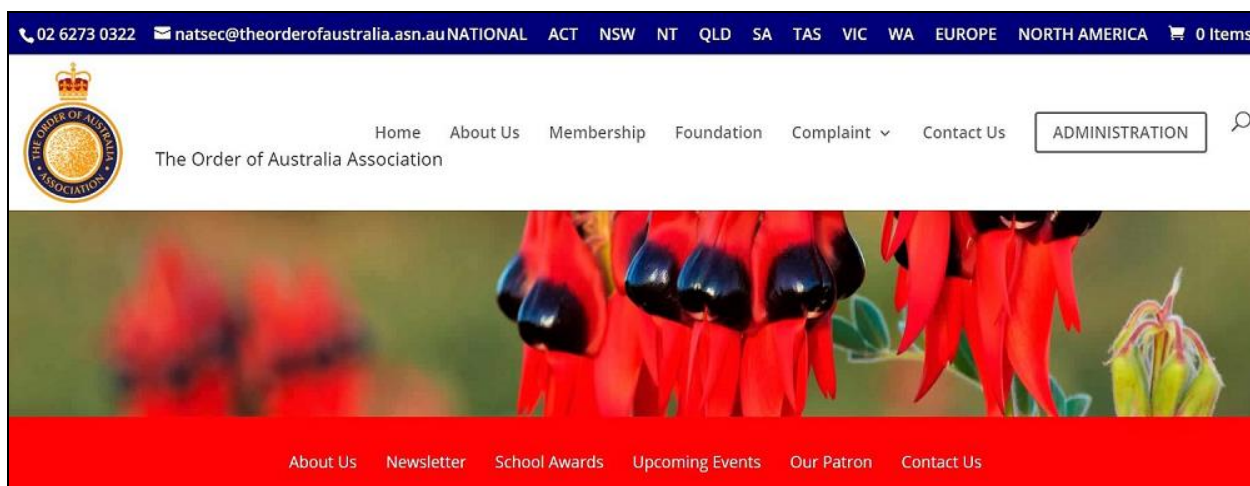 02 6273 0322 natsec@theorderofaustralia.asn.au NATIONAL ACT NSW NT QLD SA TAS VIC WA EUROPE NORTH AMERICA 0 Items
THE ORDER OF AUSTRALIA
ASSOCIATION
Home About Us Membership Foundation Complaint Contact Us ADMINISTRATION
The Order of Australia Association
About Us Newsletter School Awards Upcoming Events Our Patron Contact Us